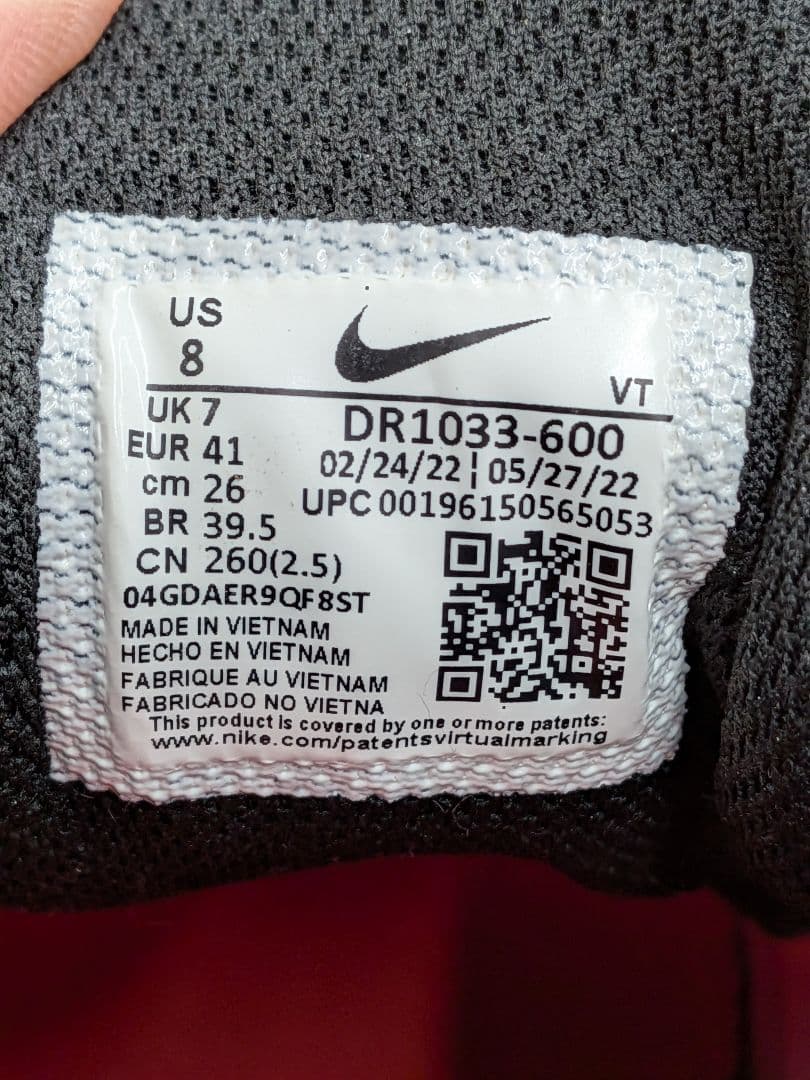 US
8
VT
UK 7
EUR 41
cm 26
BR 39.5
CN 260(2.5)
DR1033-600
02/24/22 ¦ 05/27/22
UPC 00196150565053
04GDAER9QF8ST
MADE IN VIETNAM
HECHO EN VIETNAM
FABRIQUE AU VIETNAM
FABRICADO NO VIETNA
This product is covered by one or more patents:
www.nike.com/patentsvirtualmarking